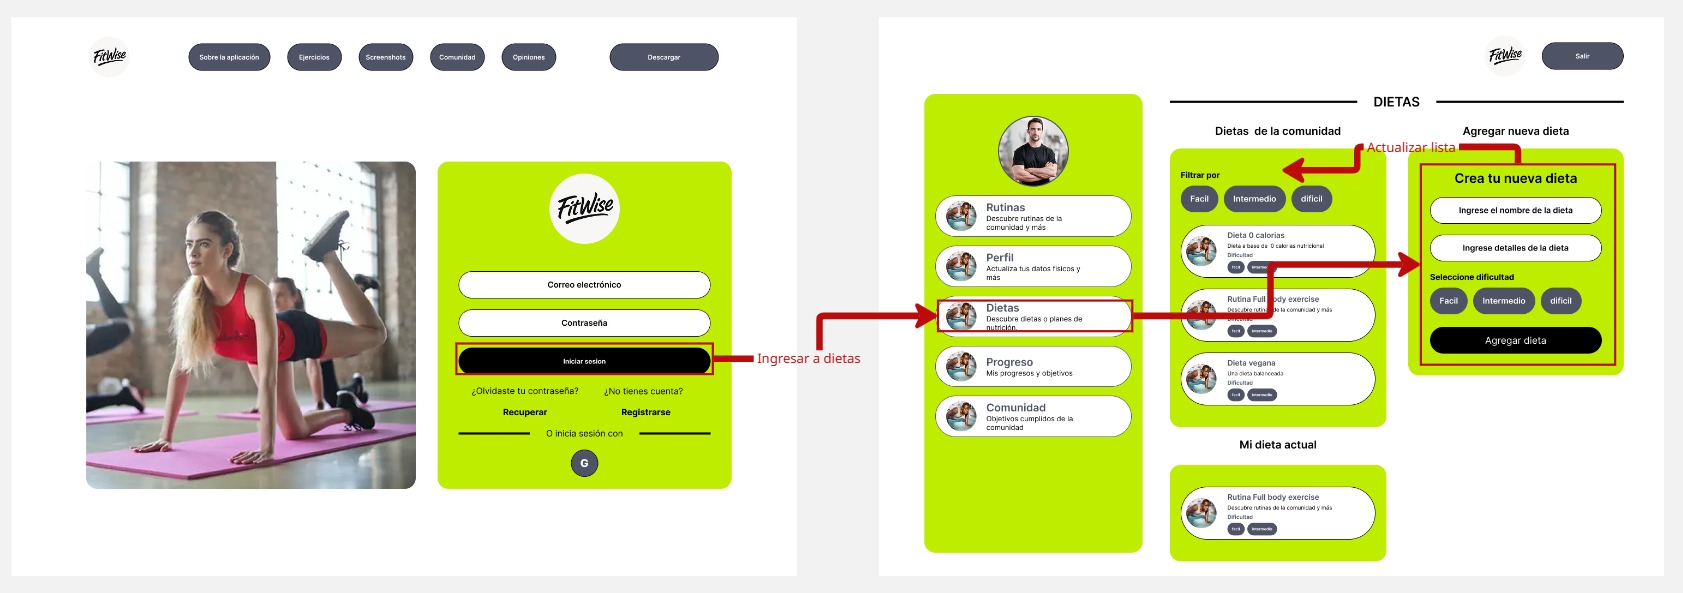 FitWise
Sobre la aplicación
Ejercicios
Screenshots
Comunidad
Opiniones
Descargar
FitWise
Correo electrónico
Contraseña
Iniciar sesion
¿Olvidaste tu contraseña?
¿No tienes cuenta?
Recuperar
Registrarse
O inicia sesión con
G
Ingresar a dietas
FitWise
Salir
Rutinas
Descubre rutinas de la
comunidad y más
Perfil
Actualiza tus datos fisicos y
más
Dietas
Descubre dietas o planes de
nutrición.
Progreso
Mis progresos y objetivos
Comunidad
Objetivos cumplidos de la
comunidad
DIETAS
Dietas de la comunidad
Filtrar por
Facil
Intermedio
dificil
Dieta 0 calorias
Dieta a base de 0 calorias nutricional
Dificultad
Facil
Intermedio
Rutina Full body exercise
Descubre rutinas de la comunidad y más
Dificultad
Facil
Intermedio
Dieta vegana
Una dieta balanceada
Dificultad
Facil
Intermedio
Mi dieta actual
Rutina Full body exercise
Descubre rutinas de la comunidad y más
Dificultad
Facil
Intermedio
Agregar nueva dieta
Actualizar lista
Crea tu nueva dieta
Ingrese el nombre de la dieta
Ingrese detalles de la dieta
Seleccione dificultad
Facil
Intermedio
dificil
Agregar dieta